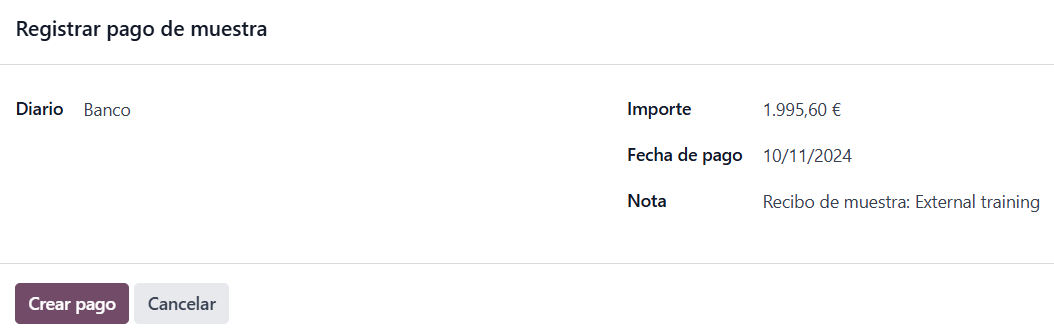 Registrar pago de muestra
Diario Banco
Importe 1.995,60 €
Fecha de pago 10/11/2024
Nota Recibo de muestra: External training
Crear pago Cancelar